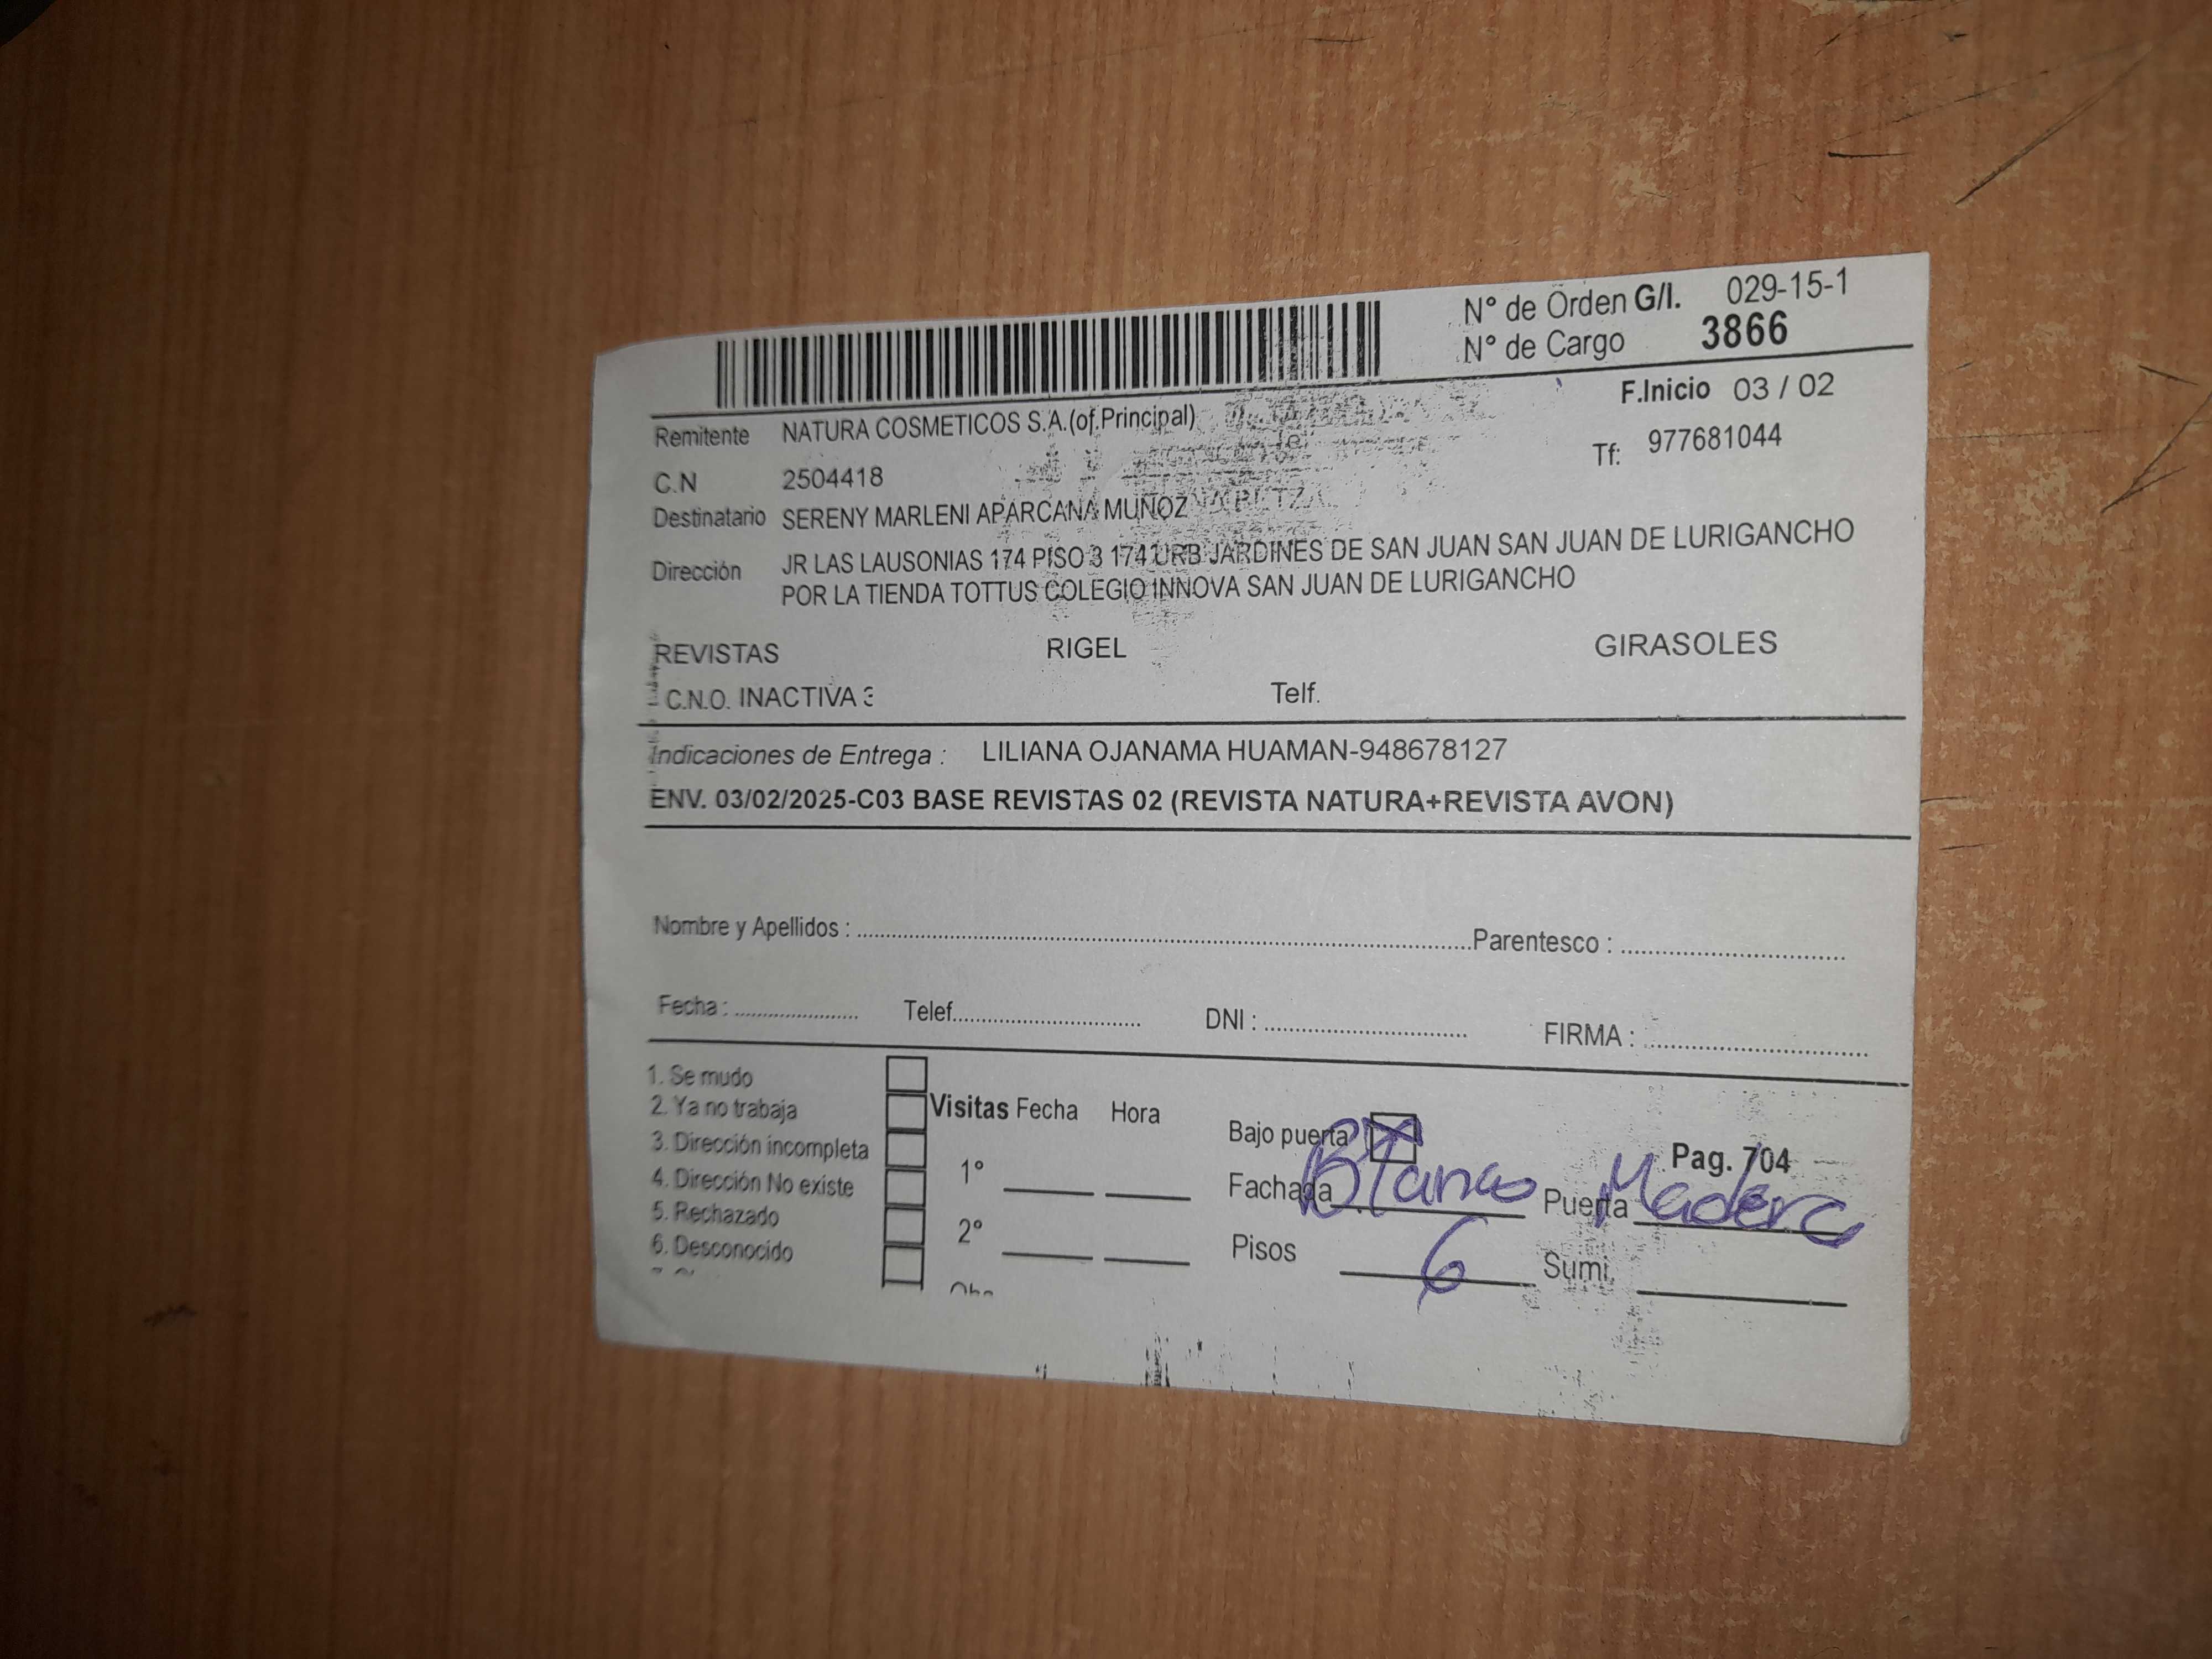 N° de Orden G/I. 029-15-1
N° de Cargo 3866
F.Inicio 03 / 02
Remitente NATURA COSMETICOS S.A.(of.Principal)
Tf: 977681044
C.N 2504418
Destinatario SERENY MARLENI APARCANA MUÑOZ
Dirección JR LAS LAUSONIAS 174 PISO 3 174 URB JARDINES DE SAN JUAN SAN JUAN DE LURIGANCHO
POR LA TIENDA TOTTUS COLEGIO INNOVA SAN JUAN DE LURIGANCHO
REVISTAS RIGEL GIRASOLES
C.N.O. INACTIVA 3 Telf.
Indicaciones de Entrega : LILIANA OJANAMA HUAMAN-948678127
ENV. 03/02/2025-C03 BASE REVISTAS 02 (REVISTA NATURA+REVISTA AVON)
Nombre y Apellidos : Parentesco :
Fecha : Telef. DNI : FIRMA :
1. Se mudo
2. Ya no trabaja
3. Dirección incompleta
4. Dirección No existe
5. Rechazado
6. Desconocido
Visitas Fecha Hora
1°
2°
Bajo puerta
Pag. 704
Fachada Blanco Puerta Madera
Pisos 6 Sumi.